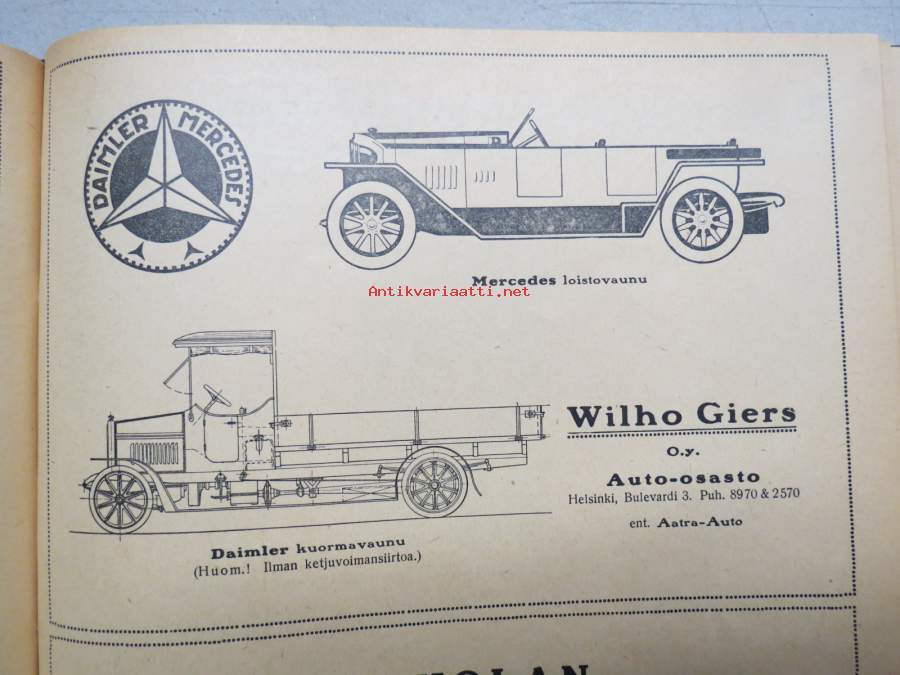 DAIMLER MERCEDES
Mercedes loistovaunu
Antikvariaatti.net
Wilho Giers
O.y.
Auto-osasto
Helsinki, Bulevardi 3. Puh. 8970 & 2570
ent. Aatra-Auto
Daimler kuormavaunu
(Huom.! Ilman ketjuvoimansiirtoa.)